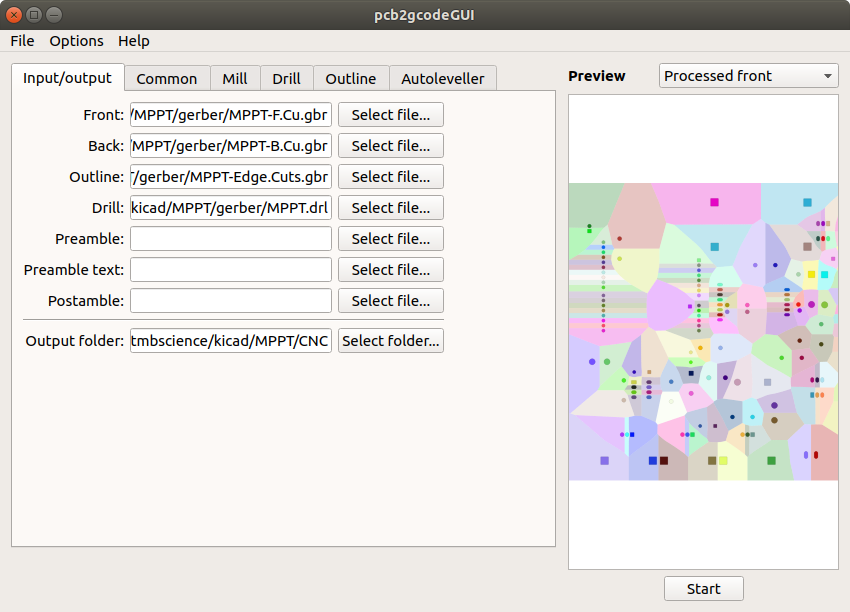 pcb2gcodeGUI
File Options Help
Input/output Common Mill Drill Outline Autoleveller
Preview Processed front
Front: /MPPT/gerber/MPPT-F.Cu.gbr Select file...
Back: /MPPT/gerber/MPPT-B.Cu.gbr Select file...
Outline: /gerber/MPPT-Edge.Cuts.gbr Select file...
Drill: kicad/MPPT/gerber/MPPT.drl Select file...
Preamble: Select file...
Preamble text: Select file...
Postamble: Select file...
Output folder: tmbscience/kicad/MPPT/CNC Select folder...
Start